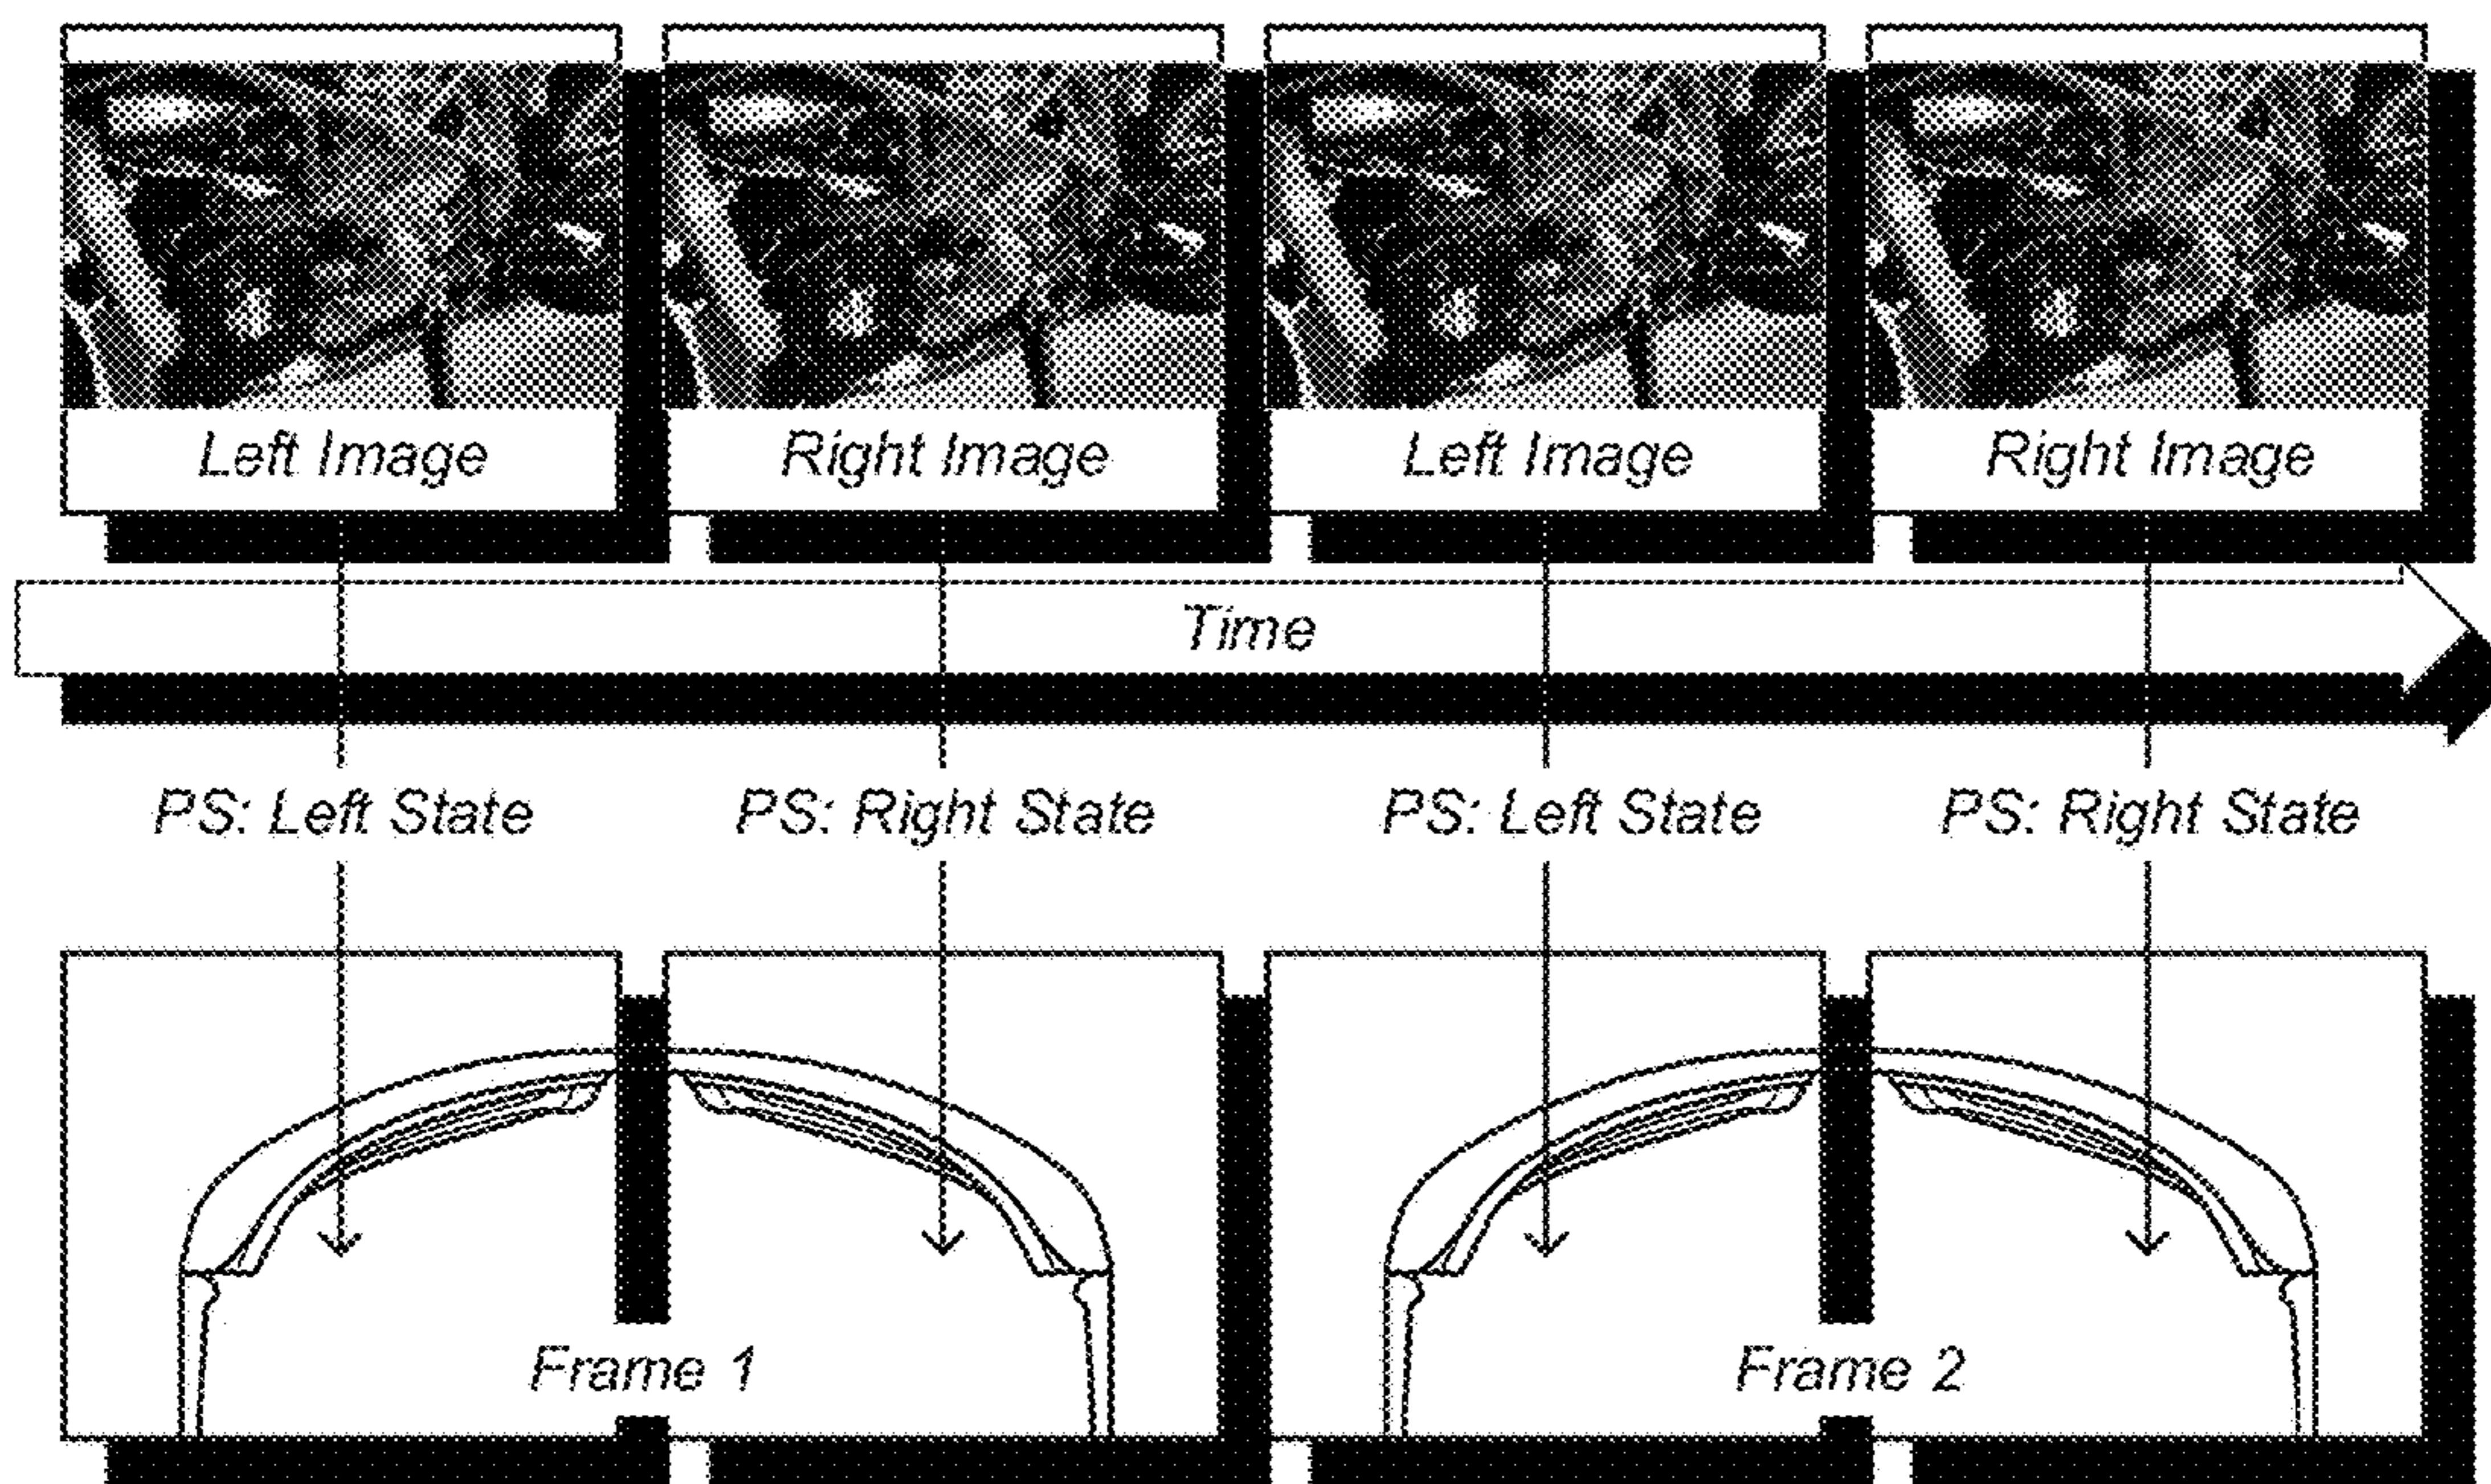 Left Image
Right Image
Left Image
Right Image
Time
PS: Left State
PS: Right State
PS: Left State
PS: Right State
Frame 1
Frame 2